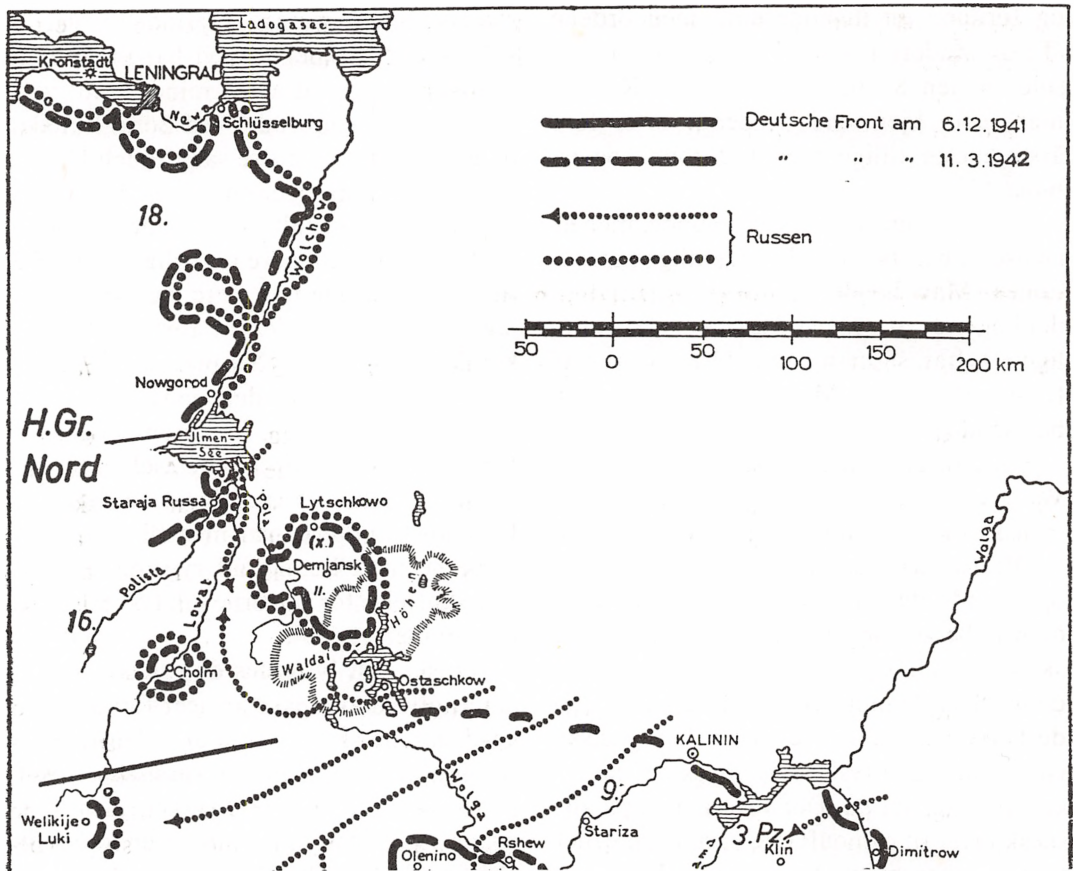 Ladogasee
Kronstadt
LENINGRAD
Newa
Schlüsselburg
Deutsche Front am 6.12.1941
" " " 11.3.1942
18.
Wolchow
Russen
50 0 50 100 150 200 km
Nowgorod
H.Gr.
Nord
Ilmen-
See
Staraja Russa
Pola
Lytschkowo
(X.)
Demjansk
II.
Polista
Lowat
16.
Höhen
Waldai
Cholm
Ostaschkow
Wolga
KALININ
Wolga
9.
Welikije
Luki
Stariza
3.Pz.
Klin
Dimitrow
Olenino
Rshew